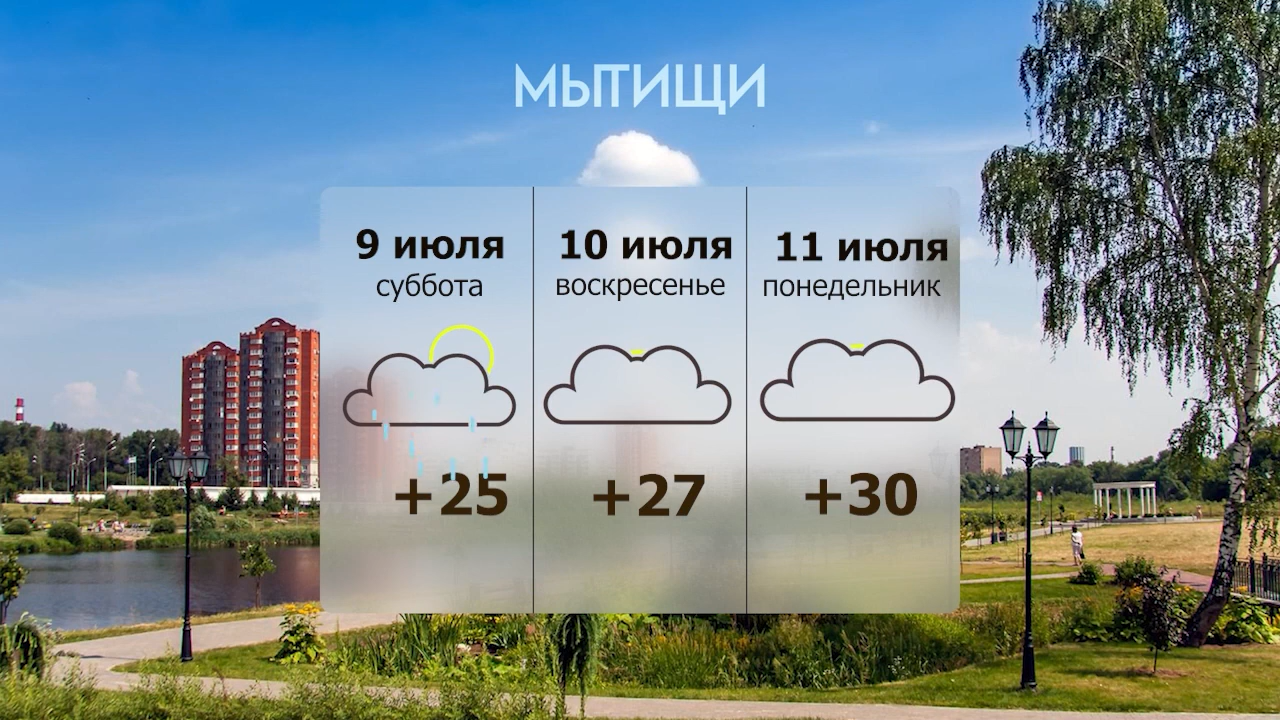 МЫТИЩИ
9 июля
суббота
+25
10 июля
воскресенье
+27
11 июля
понедельник
+30